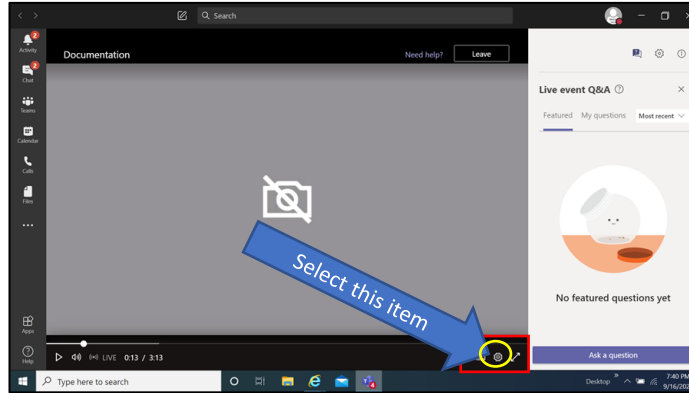 Search
2
Activity
Documentation
Need help?
Leave
2
Chat
Teams
Calendar
Calls
Files
Live event Q&A
Featured My questions Most recent
Select this item
No featured questions yet
Apps
Help
LIVE 0:13 / 3:13
Ask a question
Type here to search
Desktop
7:40 PM